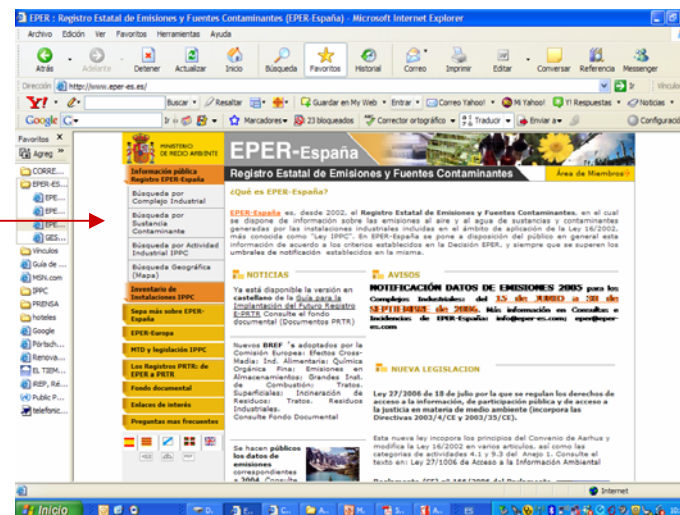 EPER : Registro Estatal de Emisiones y Fuentes Contaminantes (EPER-España) - Microsoft Internet Explorer
Archivo Edición Ver Favoritos Herramientas Ayuda
Atrás Adelante Detener Actualizar Inicio Búsqueda Favoritos Historial Correo Imprimir Editar Conversar Referencia Messenger
Dirección http://www.eper-es.es/ Ir Vínculos
Y! Buscar Resaltar Guardar en My Web Entrar Correo Yahoo! Mi Yahoo! Y! Respuestas Noticias
Google Ir Marcadores 23 bloqueados Corrector ortográfico Traducir Enviar a
Favoritos X
Agreg »
CORRE...
EPER-ES...
EPE...
EPE...
EPE...
GES...
Vínculos
Guía de ...
MSN.com
IPPC
PRENSA
hoteles
Google
Renova...
EL TIEM...
REP, Ré...
Public P...
telefonic...
MINISTERIO
DE MEDIO AMBIENTE
EPER-España
Registro Estatal de Emisiones y Fuentes Contaminantes
Área de Miembros
Información pública
Registro EPER-España
Búsqueda por
Complejo Industrial
Búsqueda por
Sustancia
Contaminante
Búsqueda por Actividad
Industrial IPPC
Búsqueda Geográfica
(Mapa)
Inventario de
Instalaciones IPPC
Sepa más sobre EPER-
España
EPER-Europa
MTD y legislación IPPC
Los Registros PRTR: de
EPER a PRTR
Fondo documental
Enlaces de interés
Preguntas mas frecuentes
¿Qué es EPER-España?
EPER-España es, desde 2002, el Registro Estatal de Emisiones y Fuentes Contaminantes, en el cual
se dispone de información sobre las emisiones al aire y al agua de sustancias y contaminantes
generadas por las instalaciones industriales incluidas en el ámbito de aplicación de la Ley 16/2002,
más conocida como "Ley IPPC". En EPER-España se pone a disposición del público en general esta
información de acuerdo a los criterios establecidos en la Decisión EPER, y siempre que se superen los
umbrales de notificación establecidos en la misma.
NOTICIAS
Ya está disponible la versión en
castellano de la Guía para la
Implantación del Futuro Registro
E-PRTR Consulte el fondo
documental (Documentos PRTR)
Nuevos BREF ´s adoptados por la
Comisión Europea: Efectos Cross-
Media: Ind. Alimentaria: Química
Orgánica Fina: Emisiones en
Almacenamientos: Grandes Inst.
de Combustión: Tratos.
Superficiales: Incineración de
Residuos: Tratos. Residuos
Industriales.
Consulte Fondo Documental
Se hacen públicos
los datos de
emisiones
correspondientes
a 2004. Consulte
AVISOS
NOTIFICACIÓN DATOS DE EMISIONES 2005 para los
Complejos Industriales: del 15 de JUNIO a 30 de
SEPTIEMBRE de 2006. Más información en Consultas e
Incidencias de EPER-España: info@eper-es.com; eper@eper-
es.com
NUEVA LEGISLACION
Ley 27/2006 de 18 de julio por la que se regulan los derechos de
acceso a la información, de participación pública y de acceso a
la justicia en materia de medio ambiente (incorpora las
Directivas 2003/4/CE y 2003/35/CE).
Esta nueva ley incopora los principios del Convenio de Aarhus y
modifica la Ley 16/2002 en varios articulos, así como las
categorias de actividades 4.1 y 9.3 del Anejo 1. Consulte el
texto en: Ley 27/2006 de Acceso a la Información Ambiental
Internet
Inicio
ES